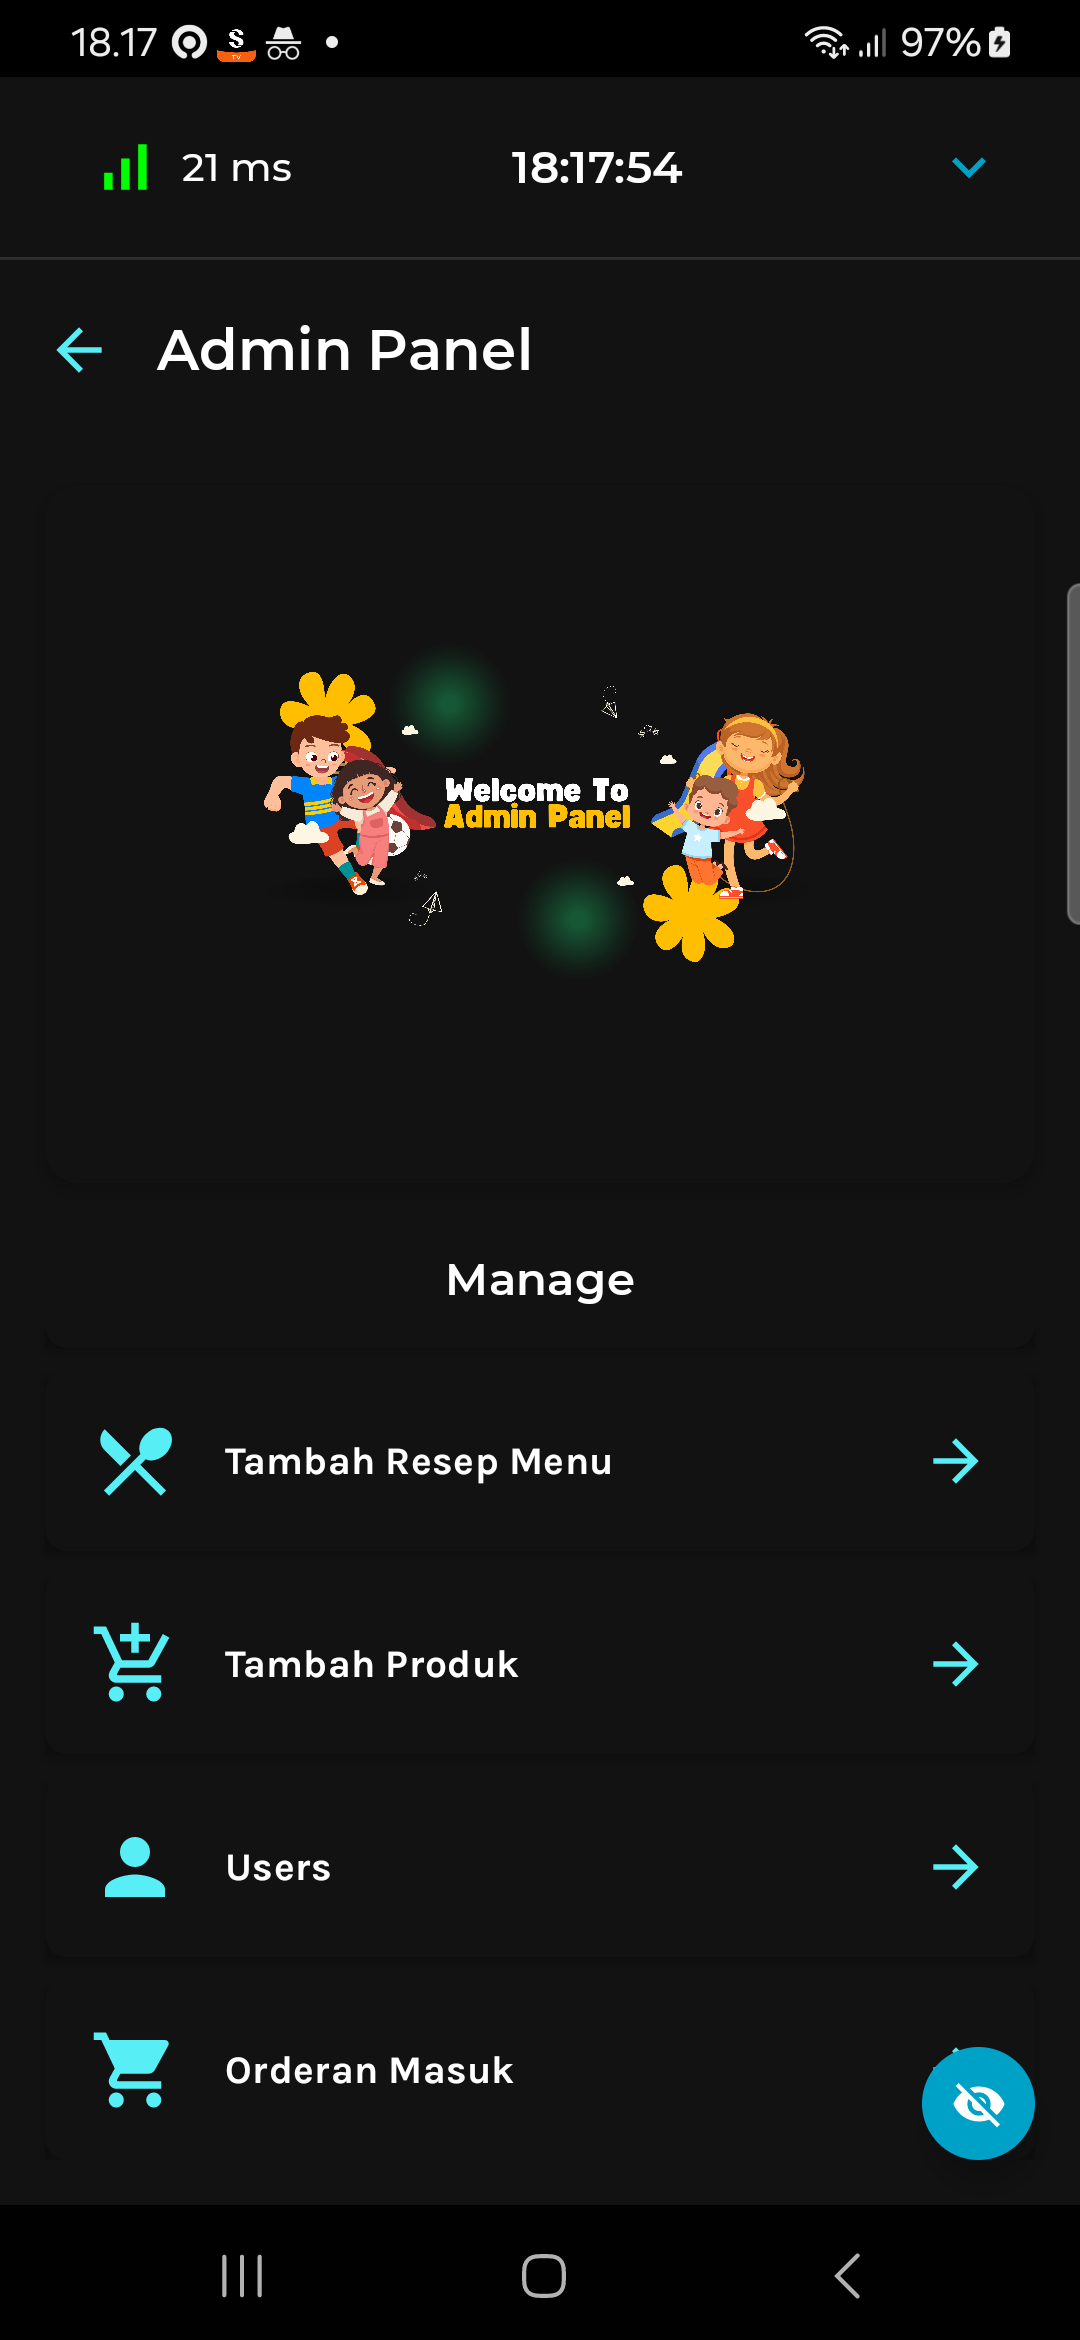 18.17
S
TV
97%
21 ms
18:17:54
Admin Panel
Welcome To
Admin Panel
Manage
Tambah Resep Menu
Tambah Produk
Users
Orderan Masuk